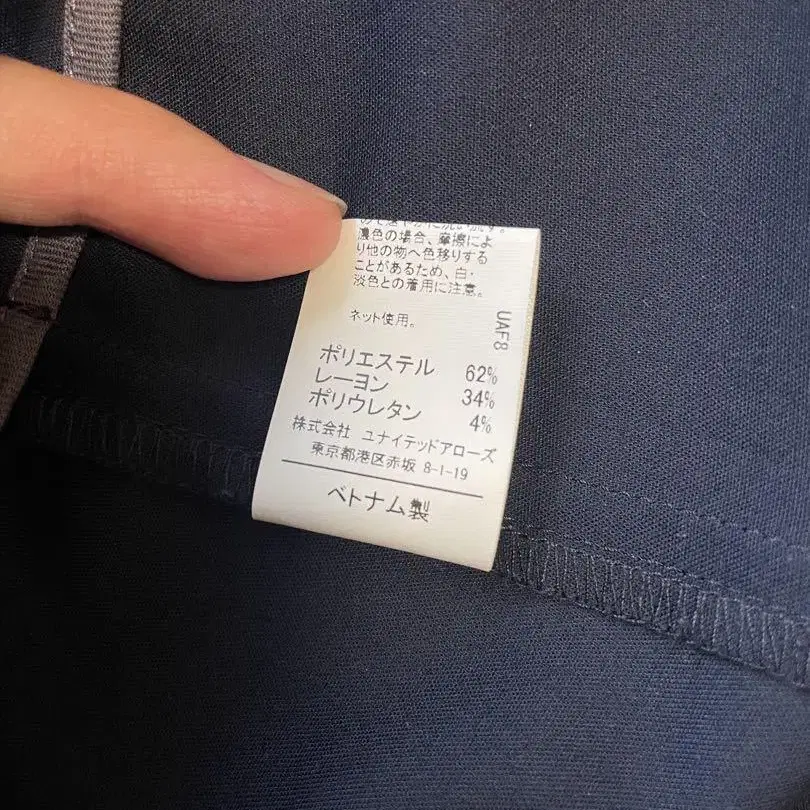 濃色の場合、摩擦によ
り他の物へ色移りする
ことがあるため、白・
淡色との着用に注意。
ネット使用。
UAF8
ポリエステル 62%
レーヨン 34%
ポリウレタン 4%
株式会社 ユナイテッドアローズ
東京都港区赤坂 8-1-19
ベトナム製